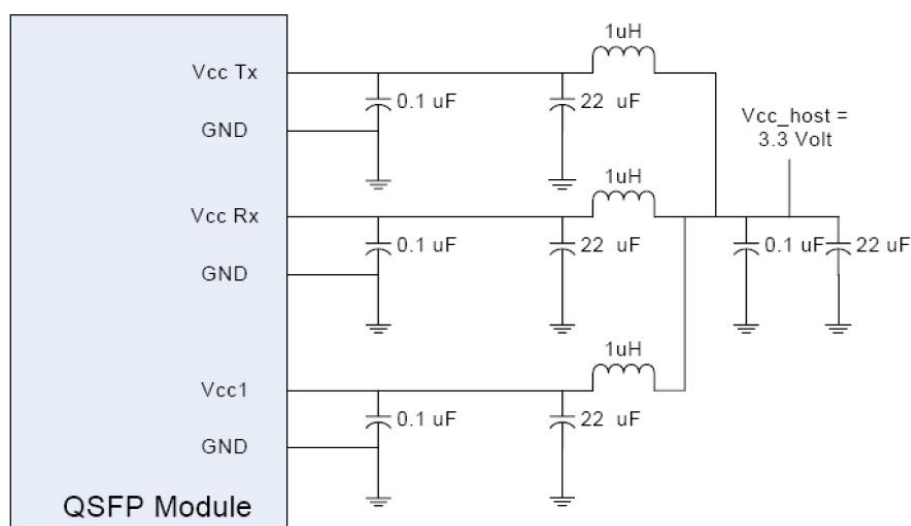 1uH
Vcc Tx
0.1 uF
22 uF
GND
Vcc_host =
3.3 Volt
1uH
Vcc Rx
0.1 uF
22 uF
0.1 uF
22 uF
GND
1uH
Vcc1
0.1 uF
22 uF
GND
QSFP Module